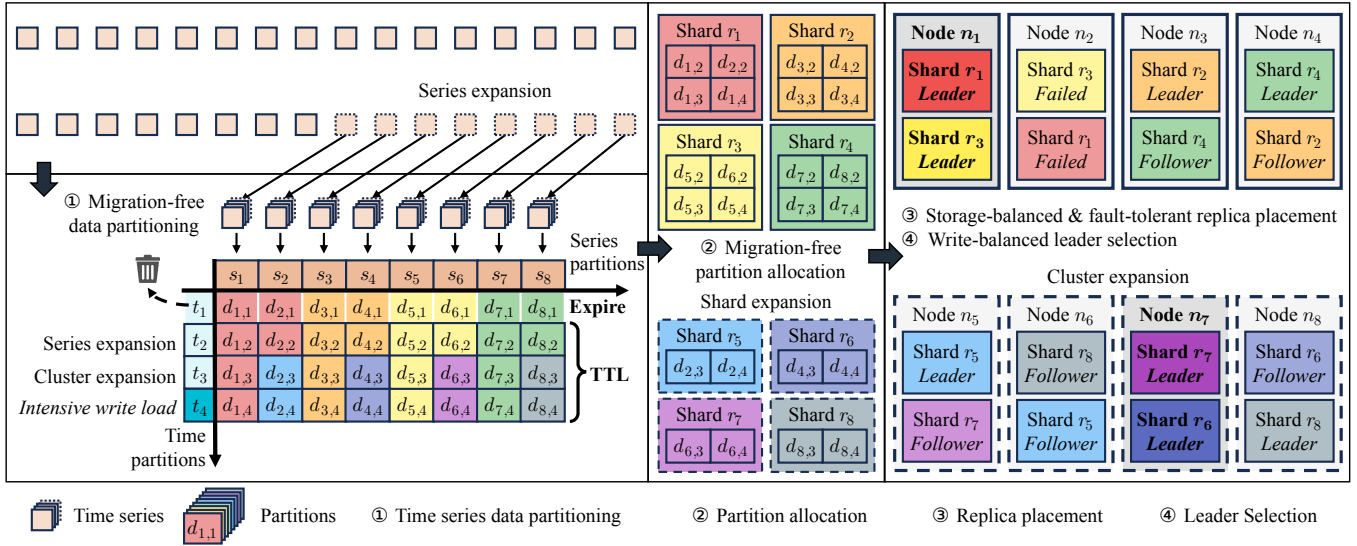 Series expansion
① Migration-free
data partitioning
Series
partitions
s1 s2 s3 s4 s5 s6 s7 s8
Expire
t1 d1,1 d2,1 d3,1 d4,1 d5,1 d6,1 d7,1 d8,1
Series expansion t2 d1,2 d2,2 d3,2 d4,2 d5,2 d6,2 d7,2 d8,2
Cluster expansion t3 d1,3 d2,3 d3,3 d4,3 d5,3 d6,3 d7,3 d8,3
TTL
Intensive write load t4 d1,4 d2,4 d3,4 d4,4 d5,4 d6,4 d7,4 d8,4
Time
partitions
Shard r1
d1,2 d2,2
d1,3 d1,4
Shard r2
d3,2 d4,2
d3,3 d3,4
Shard r3
d5,2 d6,2
d5,3 d5,4
Shard r4
d7,2 d8,2
d7,3 d7,4
② Migration-free
partition allocation
Shard expansion
Shard r5
d2,3 d2,4
Shard r6
d4,3 d4,4
Shard r7
d6,3 d6,4
Shard r8
d8,3 d8,4
Node n1
Shard r1
Leader
Shard r3
Leader
Node n2
Shard r3
Failed
Shard r1
Failed
Node n3
Shard r2
Leader
Shard r4
Follower
Node n4
Shard r4
Leader
Shard r2
Follower
③ Storage-balanced & fault-tolerant replica placement
④ Write-balanced leader selection
Cluster expansion
Node n5
Shard r5
Leader
Shard r7
Follower
Node n6
Shard r8
Follower
Shard r5
Follower
Node n7
Shard r7
Leader
Shard r6
Leader
Node n8
Shard r6
Follower
Shard r8
Leader
Time series
d1,1
Partitions
① Time series data partitioning
② Partition allocation
③ Replica placement
④ Leader Selection